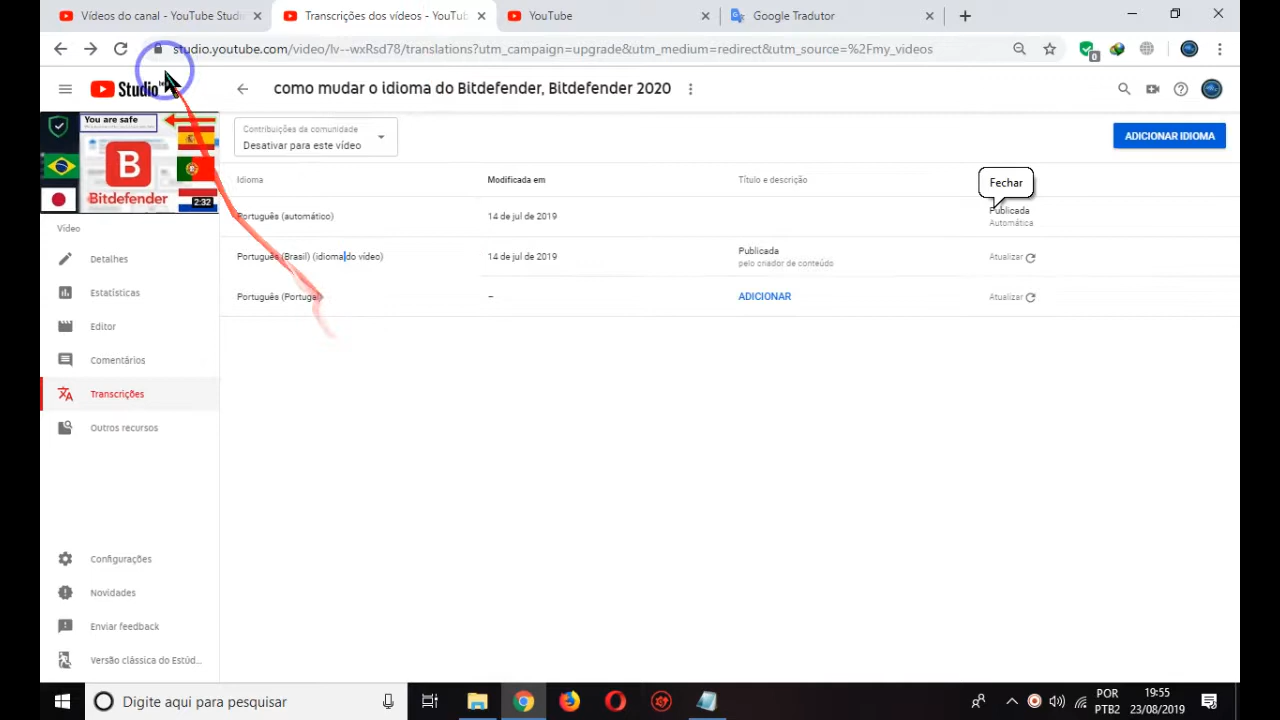 Vídeos do canal - YouTube Studi
Transcrições dos vídeos - YouTub
YouTube
Google Tradutor
studio.youtube.com/video/lv--wxRsd78/translations?utm_campaign=upgrade&utm_medium=redirect&utm_source=%2Fmy_videos
0
Studio
como mudar o idioma do Bitdefender, Bitdefender 2020
You are safe
B
Bitdefender
2:32
Contribuições da comunidade
Desativar para este vídeo
ADICIONAR IDIOMA
Idioma
Modificada em
Título e descrição
Fechar
Português (automático)
14 de jul de 2019
Publicada
Automática
Português (Brasil) (idioma do vídeo)
14 de jul de 2019
Publicada
pelo criador de conteúdo
Atualizar
Português (Portugal)
–
ADICIONAR
Atualizar
Vídeo
Detalhes
Estatísticas
Editor
Comentários
Transcrições
Outros recursos
Configurações
Novidades
Enviar feedback
Versão clássica do Estúd...
Digite aqui para pesquisar
POR
PTB2
19:55
23/08/2019